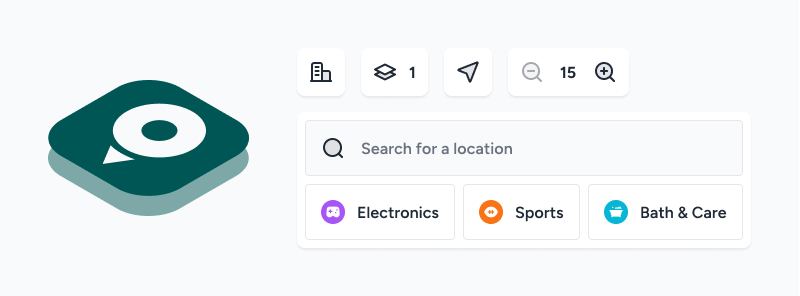 1
15
Search for a location
Electronics
Sports
Bath & Care